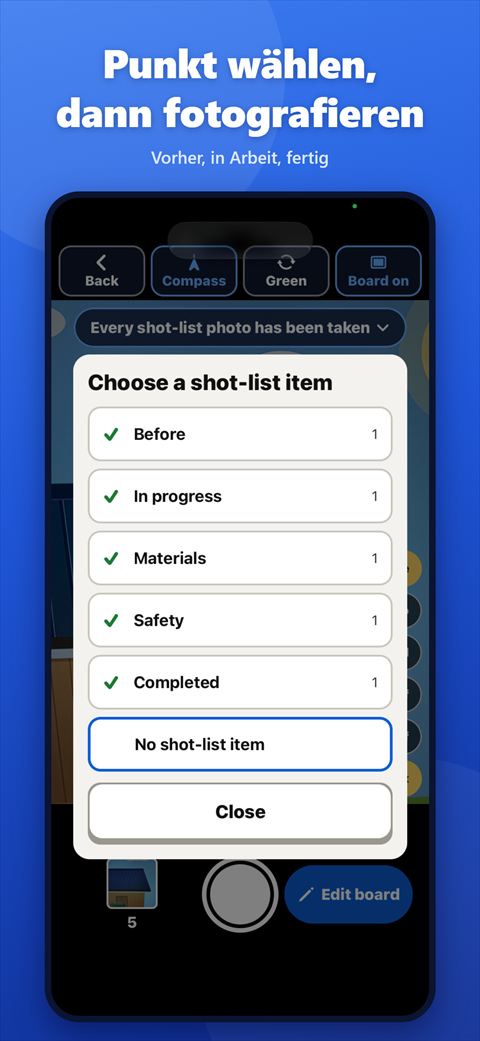 Punkt wählen,
dann fotografieren
Vorher, in Arbeit, fertig
Back
Compass
Green
Board on
Every shot-list photo has been taken
Choose a shot-list item
Before 1
In progress 1
Materials 1
Safety 1
Completed 1
No shot-list item
Close
5
Edit board